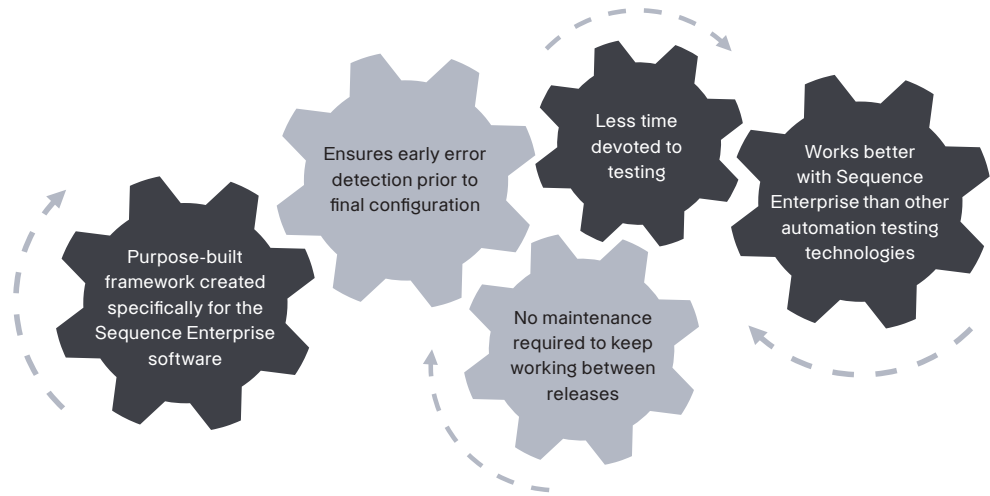 Purpose-built
framework created
specifically for the
Sequence Enterprise
software
Ensures early error
detection prior to
final configuration
No maintenance
required to keep
working between
releases
Less time
devoted to
testing
Works better
with Sequence
Enterprise than other
automation testing
technologies